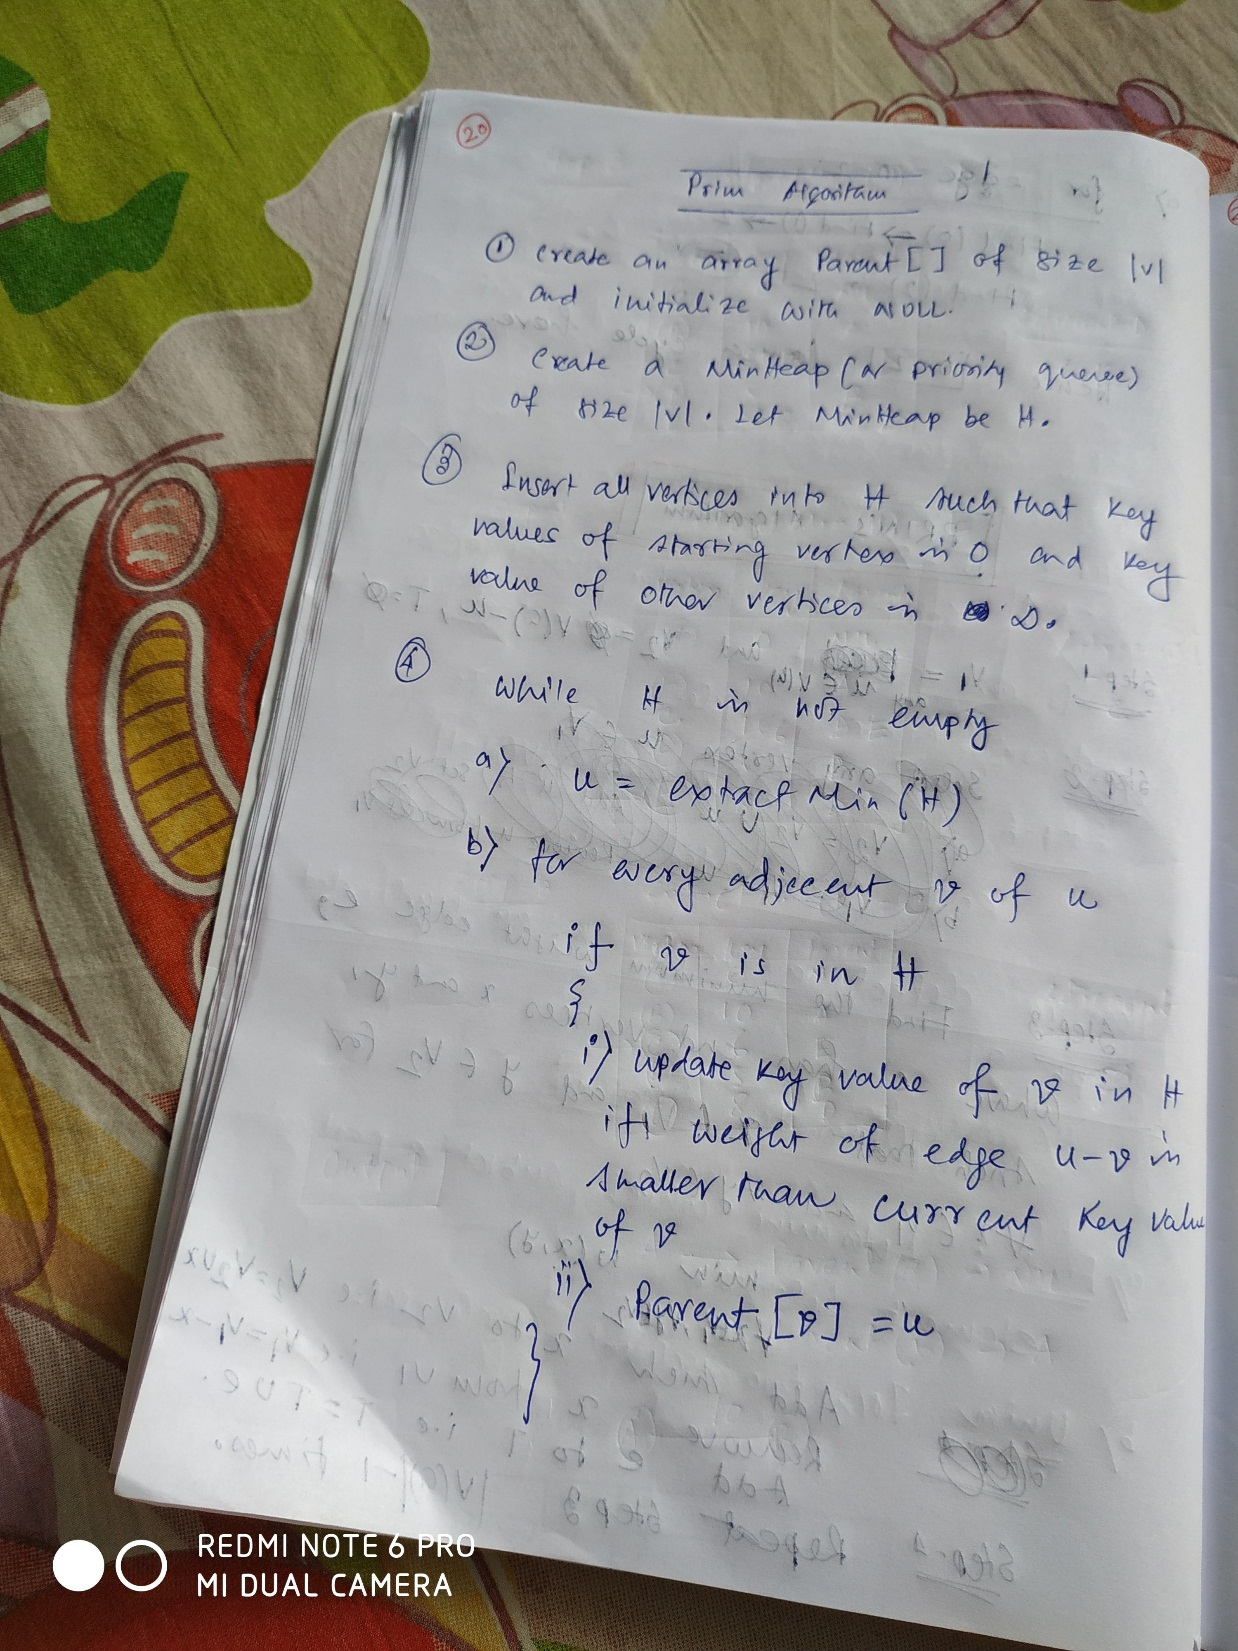 20
Prim Algoritam
① Create an array Parent [ ] of size |v|
and initialize with NULL.
② Create a MinHeap (or priority queue)
of size |v|. Let MinHeap be H.
③ Insert all vertices into H such that key
values of starting vertex is 0 and key
value of other vertices is ∞.
④ while H is not empty
a) u = extact Min (H)
b) for every adjecent v of u
if v is in H
{
i) update key value of v in H
if weight of edge u-v is
smaller than current key value
of v
ii) Parent [v] = u
}
REDMI NOTE 6 PRO
MI DUAL CAMERA